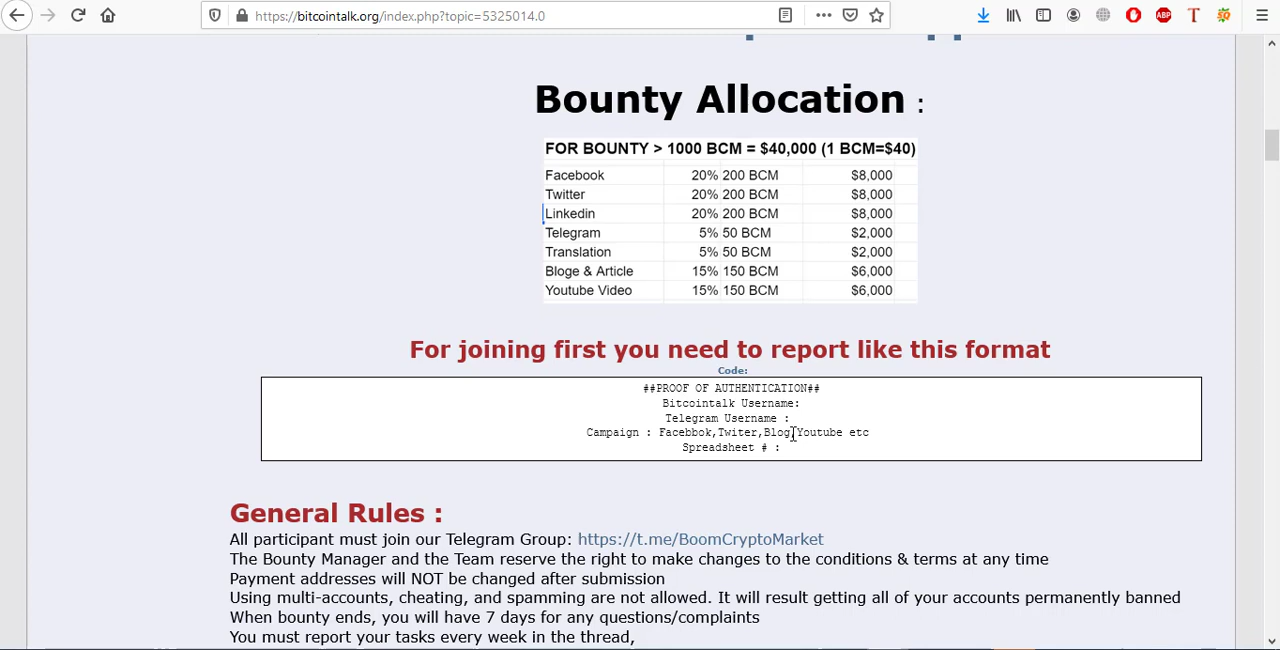 https://bitcointalk.org/index.php?topic=5325014.0
ABP
T
Bounty Allocation :
FOR BOUNTY > 1000 BCM = $40,000 (1 BCM=$40)
Facebook 20% 200 BCM $8,000
Twitter 20% 200 BCM $8,000
Linkedin 20% 200 BCM $8,000
Telegram 5% 50 BCM $2,000
Translation 5% 50 BCM $2,000
Bloge & Article 15% 150 BCM $6,000
Youtube Video 15% 150 BCM $6,000
For joining first you need to report like this format
Code:
##PROOF OF AUTHENTICATION##
Bitcointalk Username:
Telegram Username :
Campaign : Facebbok,Twiter,Blog,Youtube etc
Spreadsheet # :
General Rules :
All participant must join our Telegram Group: https://t.me/BoomCryptoMarket
The Bounty Manager and the Team reserve the right to make changes to the conditions & terms at any time
Payment addresses will NOT be changed after submission
Using multi-accounts, cheating, and spamming are not allowed. It will result getting all of your accounts permanently banned
When bounty ends, you will have 7 days for any questions/complaints
You must report your tasks every week in the thread,